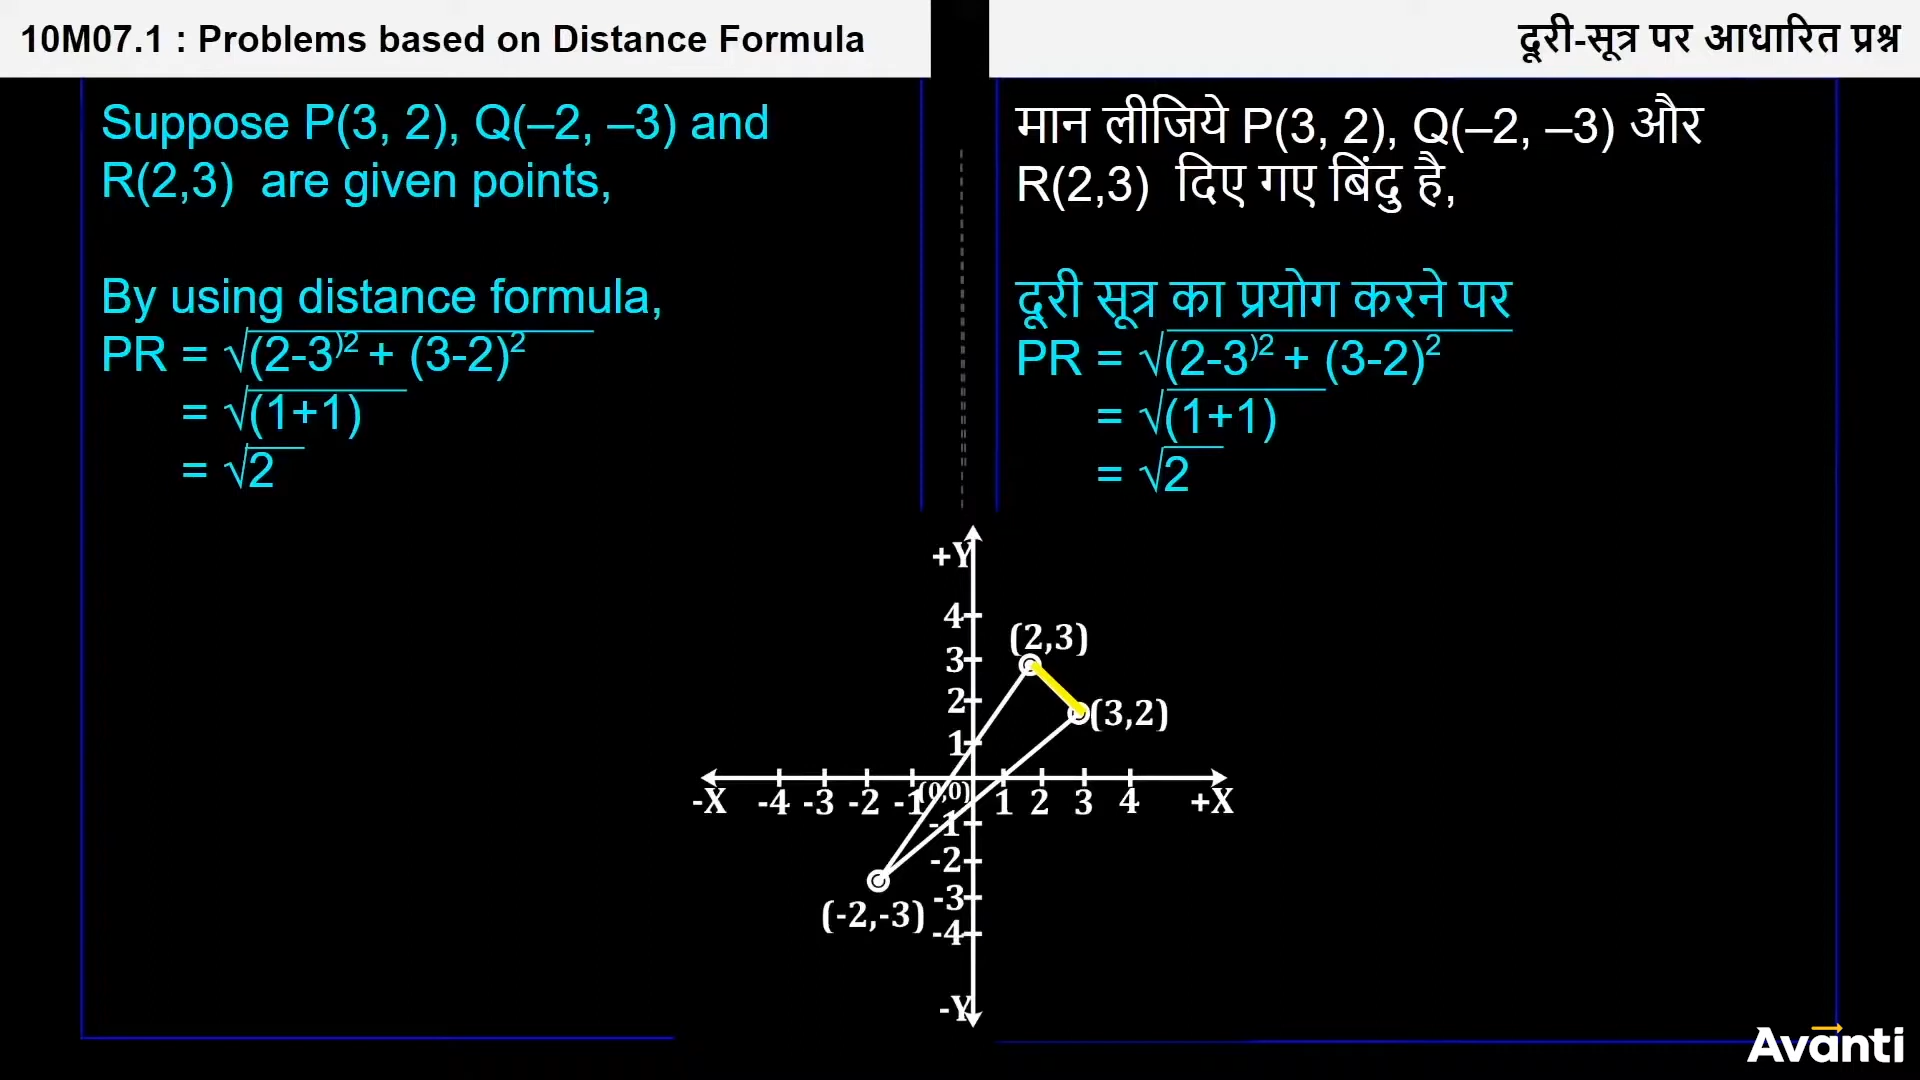 10M07.1 : Problems based on Distance Formula
दूरी-सूत्र पर आधारित प्रश्न
Suppose P(3, 2), Q(–2, –3) and
R(2,3) are given points,
By using distance formula,
PR = √(2-3)² + (3-2)²
= √(1+1)
= √2
मान लीजिये P(3, 2), Q(–2, –3) और
R(2,3) दिए गए बिंदु है,
दूरी सूत्र का प्रयोग करने पर
PR = √(2-3)² + (3-2)²
= √(1+1)
= √2
+Y
4
(2,3)
3
2
(3,2)
1
(0,0)
-X -4 -3 -2 -1 1 2 3 4 +X
-1
-2
-3
(-2,-3)
-4
-Y
Avanti